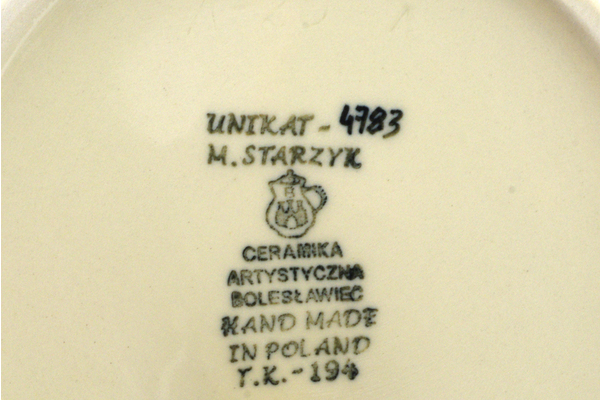 UNIKAT - 4783
M. STARZYK
CERAMIKA
ARTYSTYCZNA
BOLESŁAWIEC
HAND MADE
IN POLAND
T.K.-194